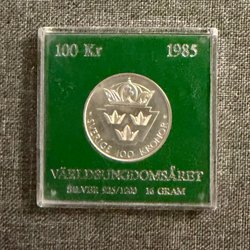 100 Kr 1985
· SVERIGE 100 KRONOR ·
VÄRLDSUNGDOMSÅRET
SILVER 925/1000 16 GRAM